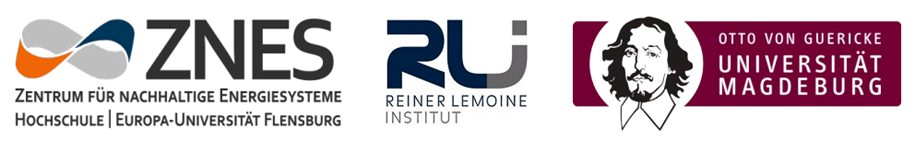 ZNES
ZENTRUM FÜR NACHHALTIGE ENERGIESYSTEME
HOCHSCHULE | EUROPA-UNIVERSITÄT FLENSBURG
RLI
REINER LEMOINE
INSTITUT
OTTO VON GUERICKE
UNIVERSITÄT
MAGDEBURG